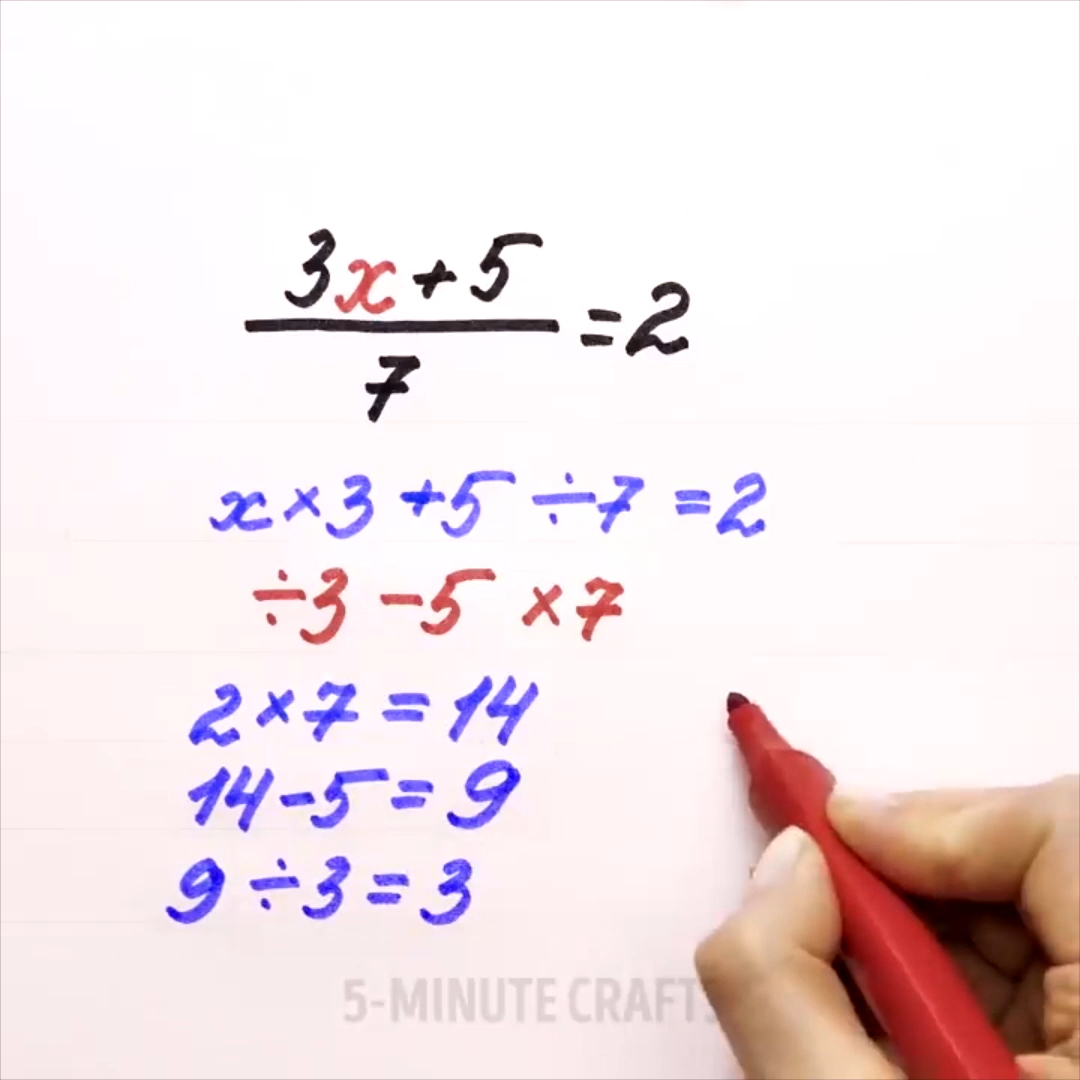 3x + 5
= 2
7
x × 3 + 5 ÷ 7 = 2
÷ 3 - 5 × 7
2 × 7 = 14
14 - 5 = 9
9 ÷ 3 = 3
5-MINUTE CRAFTS